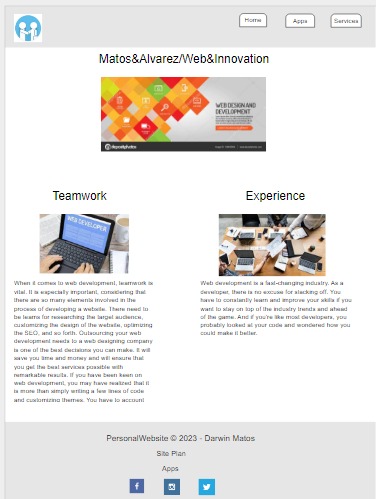 Home
Apps
Services
Matos&Alvarez/Web&Innovation
WEB DESIGN AND
DEVELOPMENT
depositphotos
Teamwork
Experience
WEB DEVELOPER
When it comes to web development, teamwork is
vital. It is especially important, considering that
there are so many elements involved in the
process of developing a website. There need to
be teams for researching the target audience,
customizing the design of the website, optimizing
the SEO, and so forth. Outsourcing your web
development needs to a web designing company
is one of the best decisions you can make. It will
save you time and money and will ensure that
you get the best services possible with
remarkable results. If you have been keen on
web development, you may have realized that it
is more than simply writing a few lines of code
and customizing themes. You have to account
Web development is a fast-changing industry. As a
developer, there is no excuse for slacking off. You
have to constantly learn and improve your skills if you
want to stay on top of the industry trends and ahead
of the game. And if you're like most developers, you
probably looked at your code and wondered how you
could make it better.
PersonalWebsite © 2023 - Darwin Matos
Site Plan
Apps